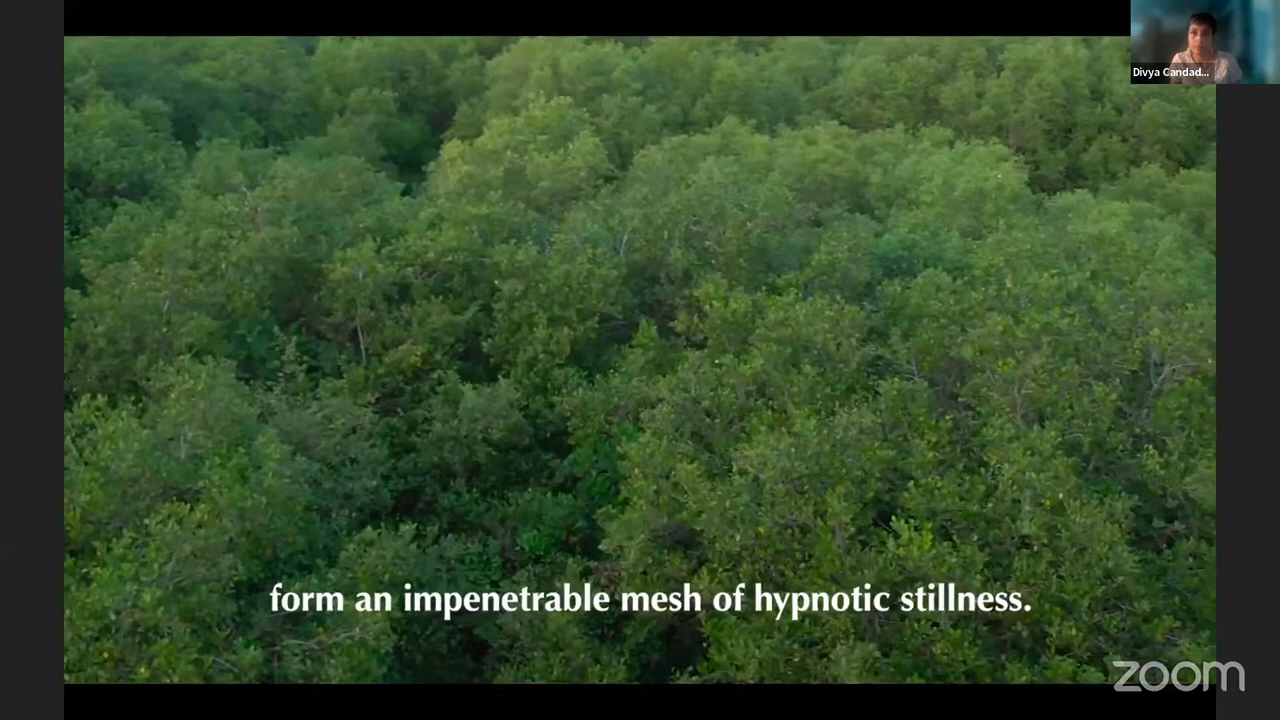 Divya Candad...
form an impenetrable mesh of hypnotic stillness.
zoom